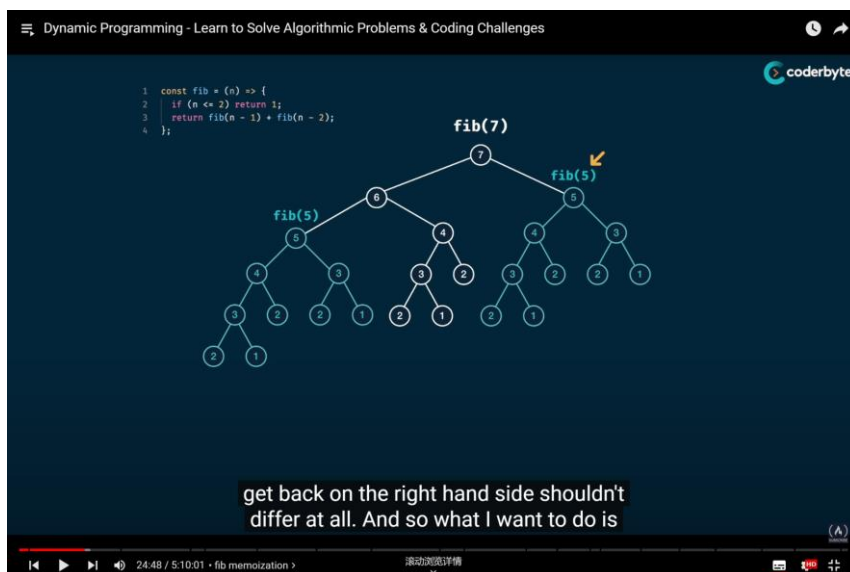 Dynamic Programming - Learn to Solve Algorithmic Problems & Coding Challenges
coderbyte
1 const fib = (n) => {
2 if (n <= 2) return 1;
3 return fib(n - 1) + fib(n - 2);
4 };
fib(7)
7
fib(5)
6 5
fib(5)
5 4 4 3
4 3 3 2 3 2 2 1
3 2 2 1 2 1 2 1
2 1
get back on the right hand side shouldn't
differ at all. And so what I want to do is
SUBSCRIBE
24:48 / 5:10:01 • fib memoization >
滚动浏览详情
HD